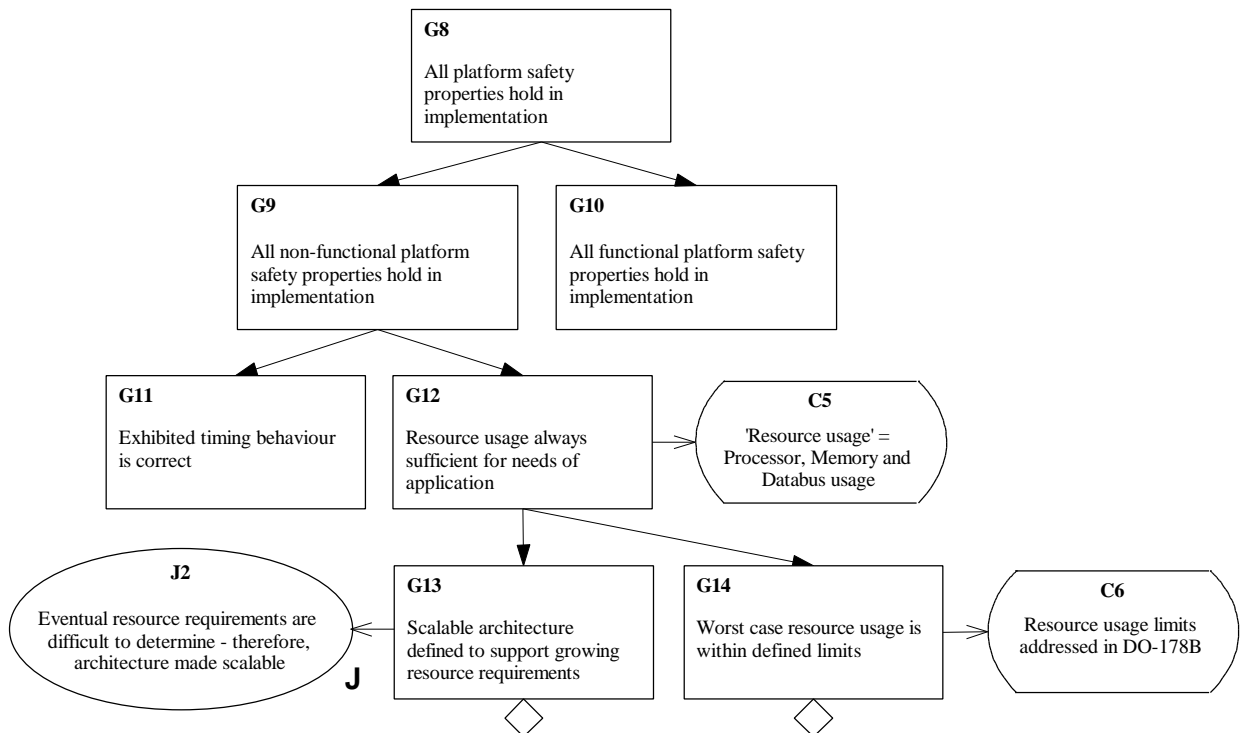 G8
All platform safety
properties hold in
implementation
G9
All non-functional platform
safety properties hold in
implementation
G10
All functional platform safety
properties hold in
implementation
G11
Exhibited timing behaviour
is correct
G12
Resource usage always
sufficient for needs of
application
C5
'Resource usage' =
Processor, Memory and
Databus usage
J2
Eventual resource requirements are
difficult to determine - therefore,
architecture made scalable
J
G13
Scalable architecture
defined to support growing
resource requirements
G14
Worst case resource usage is
within defined limits
C6
Resource usage limits
addressed in DO-178B